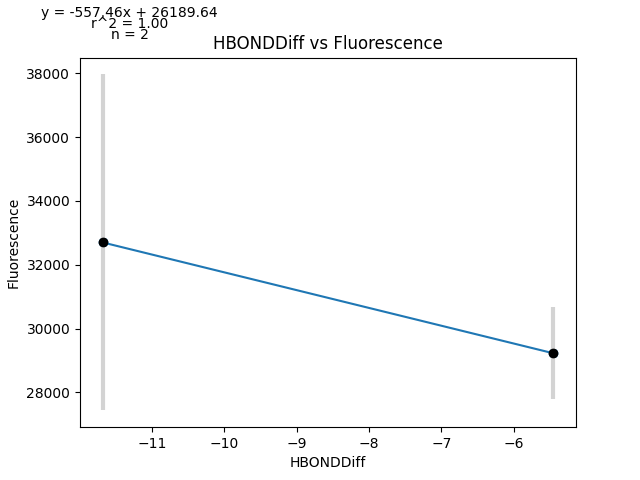 y = -557.46x + 26189.64
r^2 = 1.00
n = 2
HBONDDiff vs Fluorescence
38000
36000
34000
32000
30000
28000
Fluorescence
−11
−10
−9
−8
−7
−6
HBONDDiff